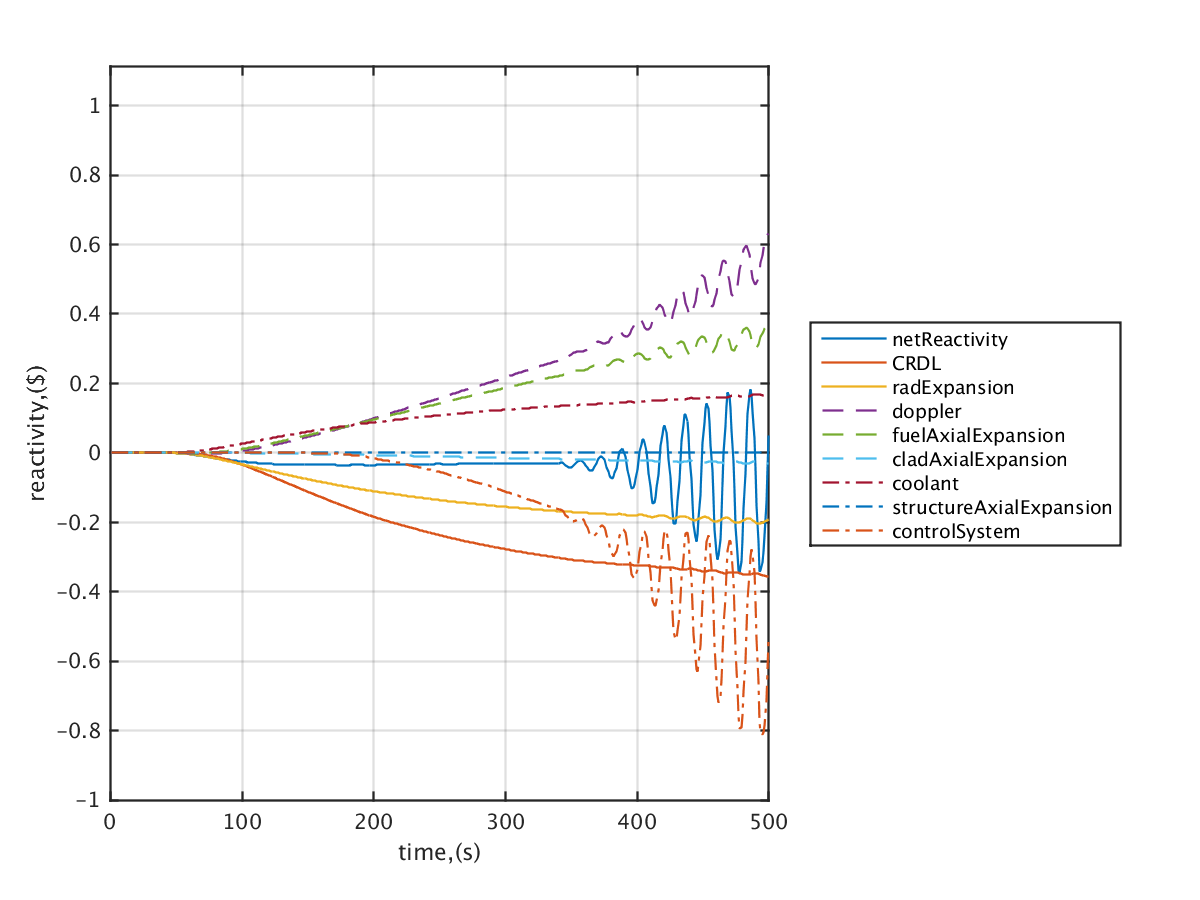 1
0.8
0.6
0.4
0.2
0
−0.2
−0.4
−0.6
−0.8
−1
reactivity,($)
0 100 200 300 400 500
time,(s)
netReactivity
CRDL
radExpansion
doppler
fuelAxialExpansion
cladAxialExpansion
coolant
structureAxialExpansion
controlSystem